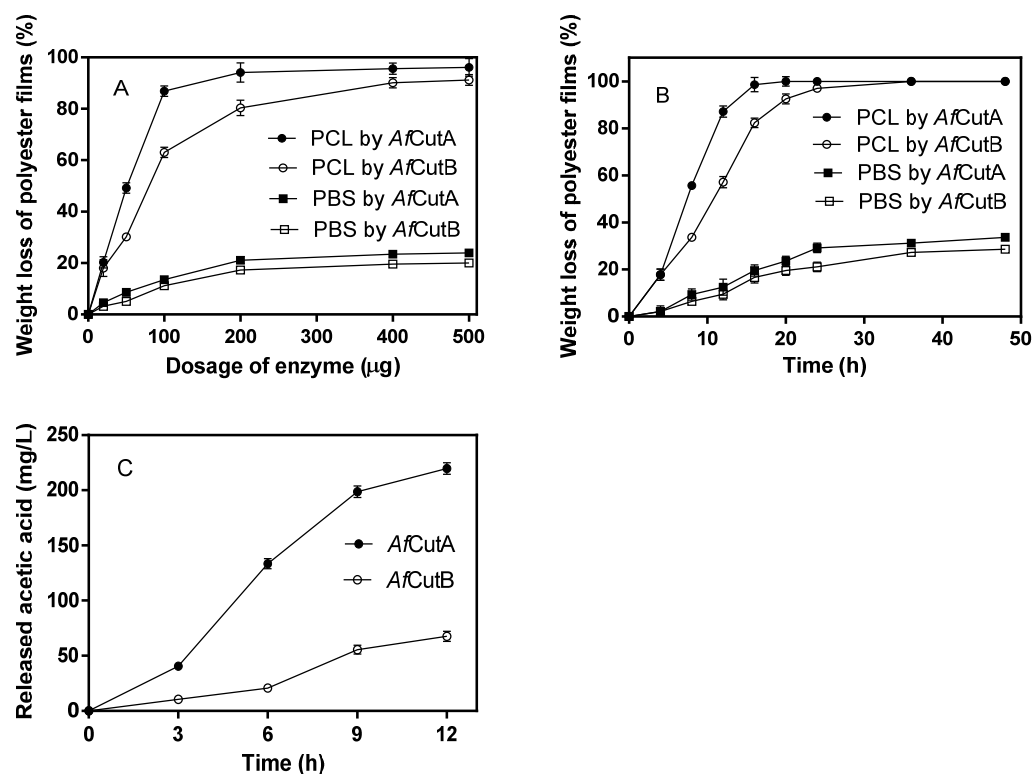 Weight loss of polyester films (%)
100
80
60
40
20
0
A
PCL by AfCutA
PCL by AfCutB
PBS by AfCutA
PBS by AfCutB
0 100 200 300 400 500
Dosage of enzyme (μg)
Weight loss of polyester films (%)
100
80
60
40
20
0
B
PCL by AfCutA
PCL by AfCutB
PBS by AfCutA
PBS by AfCutB
0 10 20 30 40 50
Time (h)
Released acetic acid (mg/L)
250
200
150
100
50
0
C
AfCutA
AfCutB
0 3 6 9 12
Time (h)